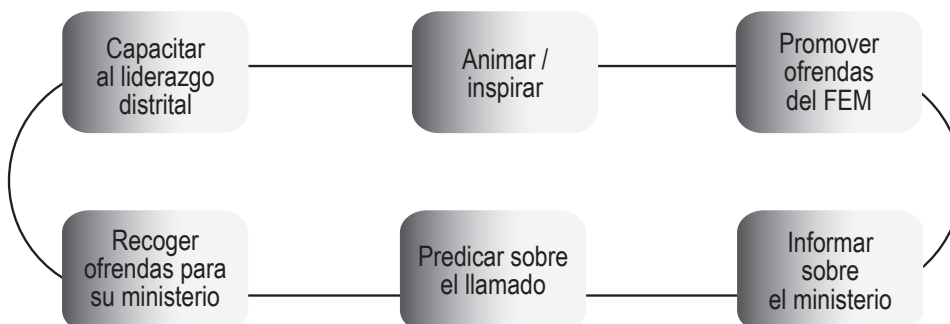 Capacitar
al liderazgo
distrital
Animar /
inspirar
Promover
ofrendas
del FEM
Recoger
ofrendas para
su ministerio
Predicar sobre
el llamado
Informar
sobre
el ministerio